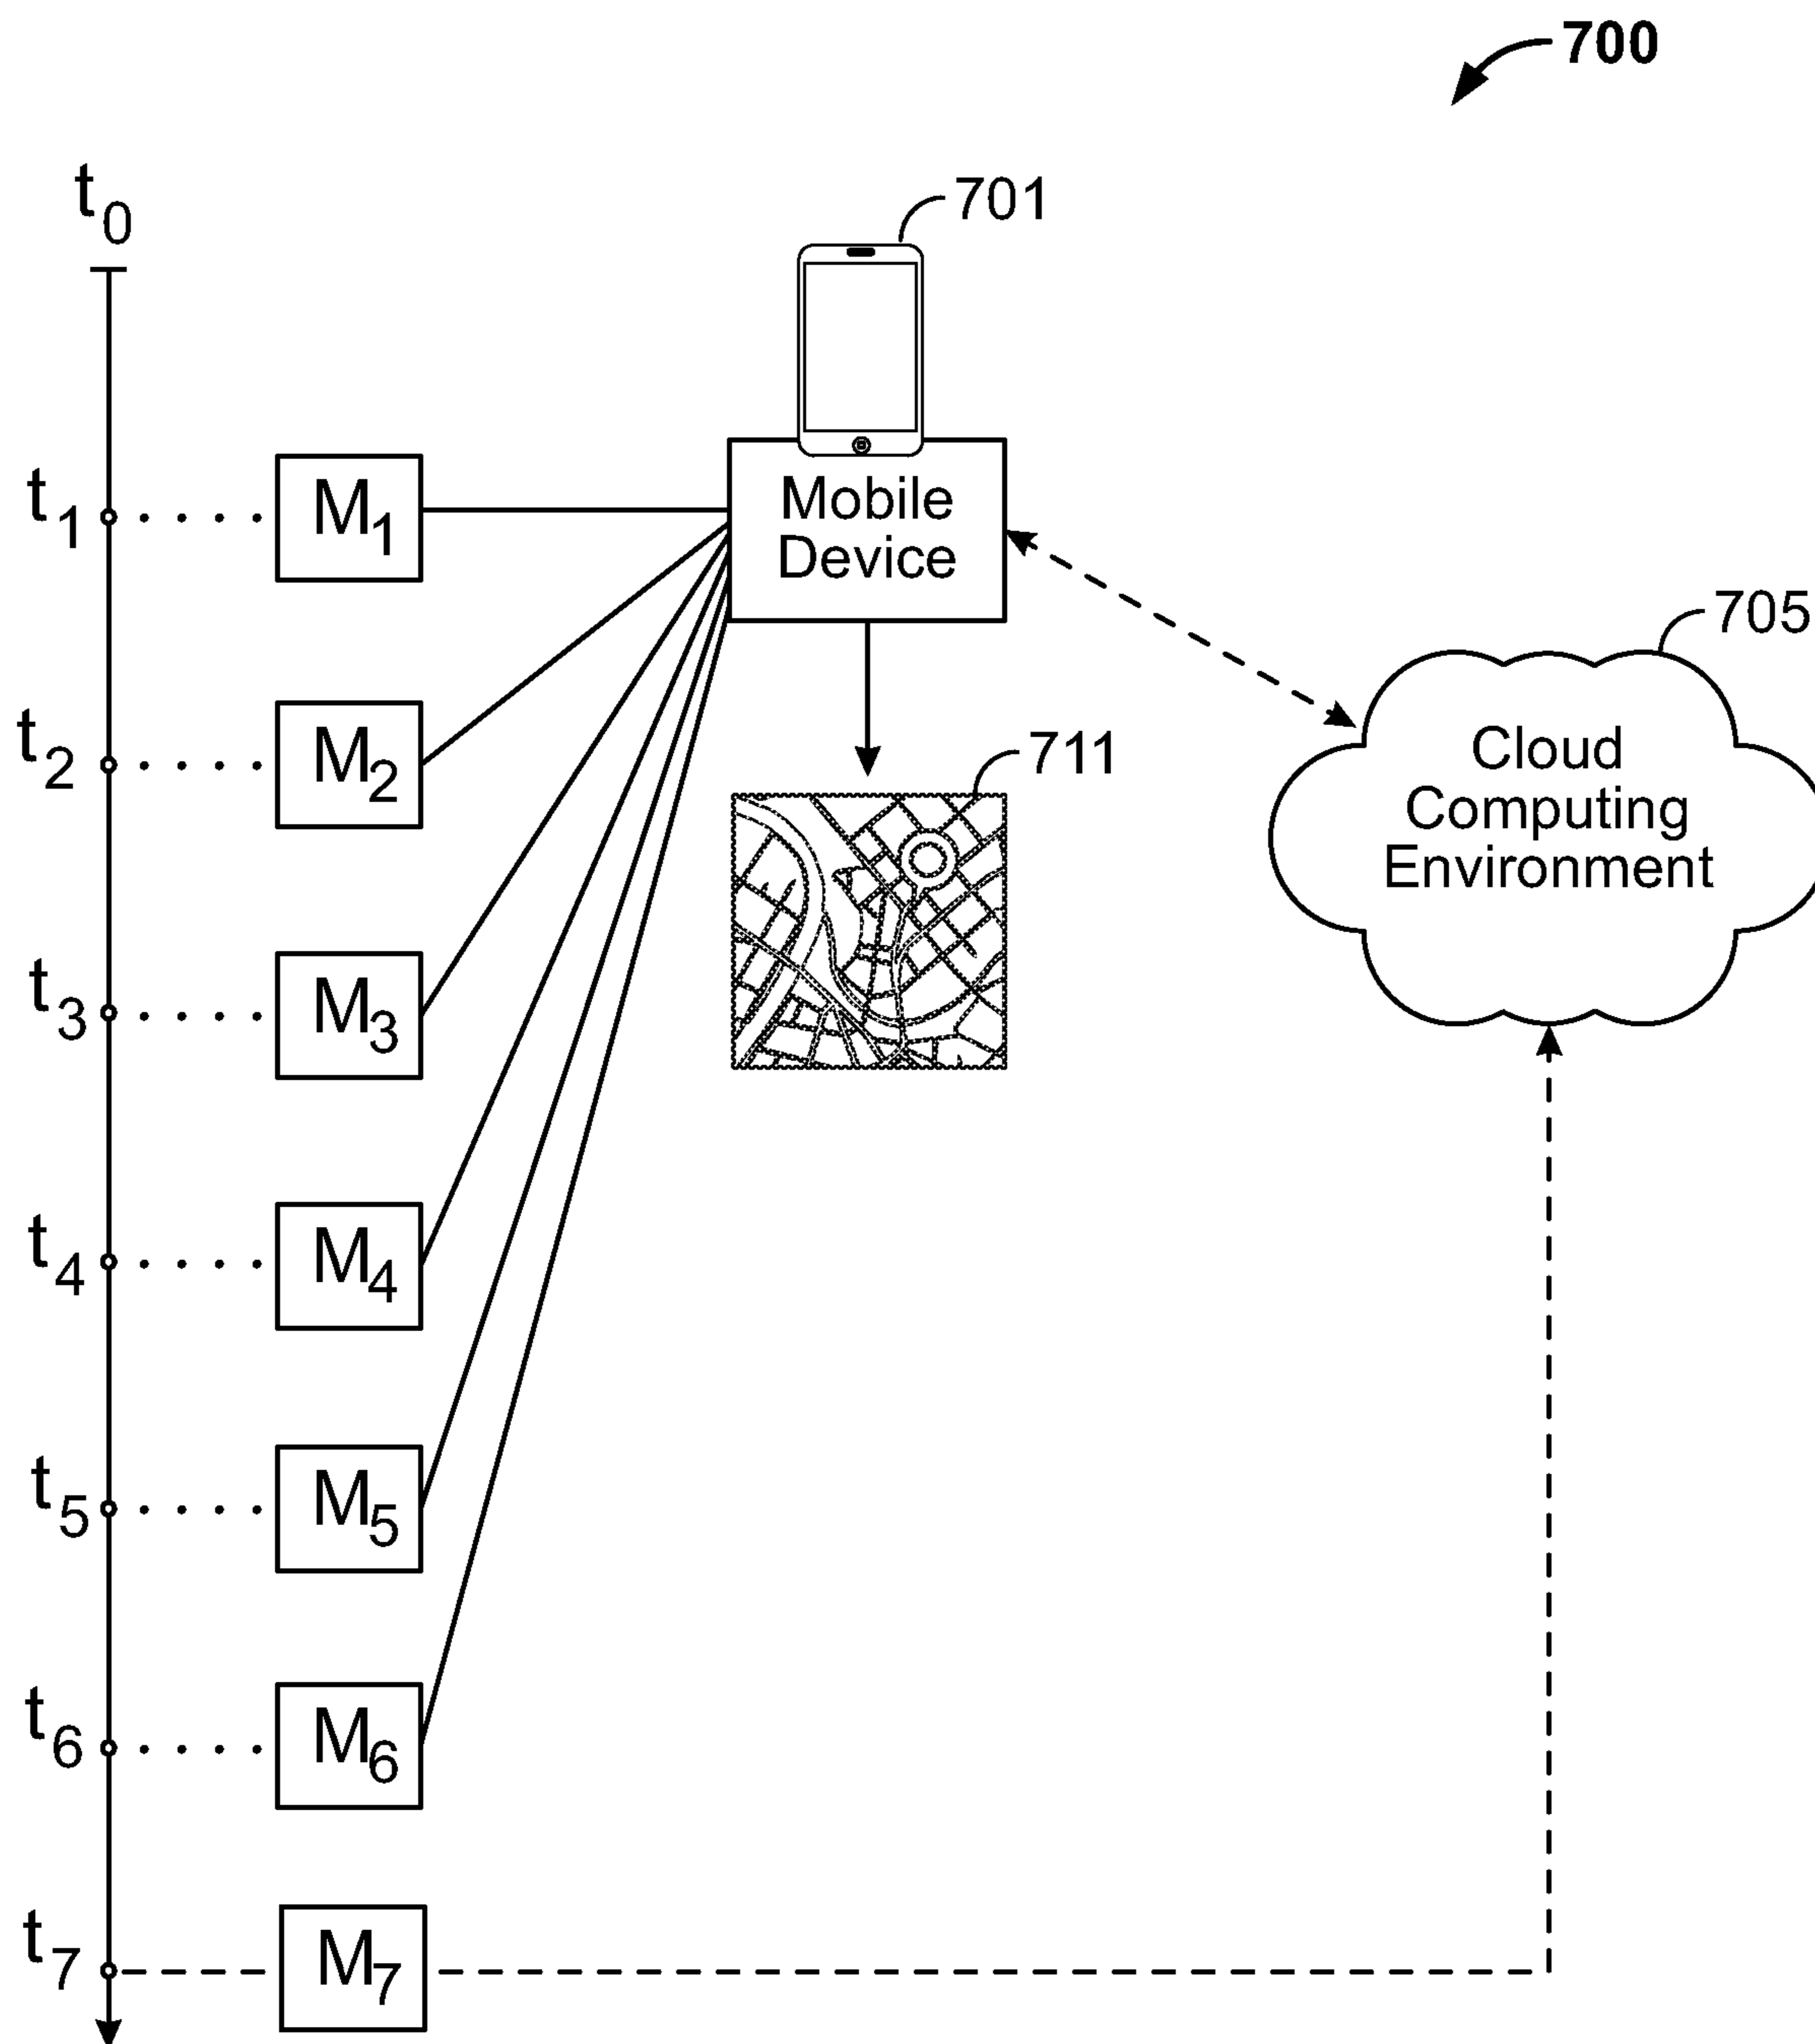 700
t0
701
t1
M1
Mobile
Device
705
t2
M2
711
Cloud
Computing
Environment
t3
M3
t4
M4
t5
M5
t6
M6
t7
M7